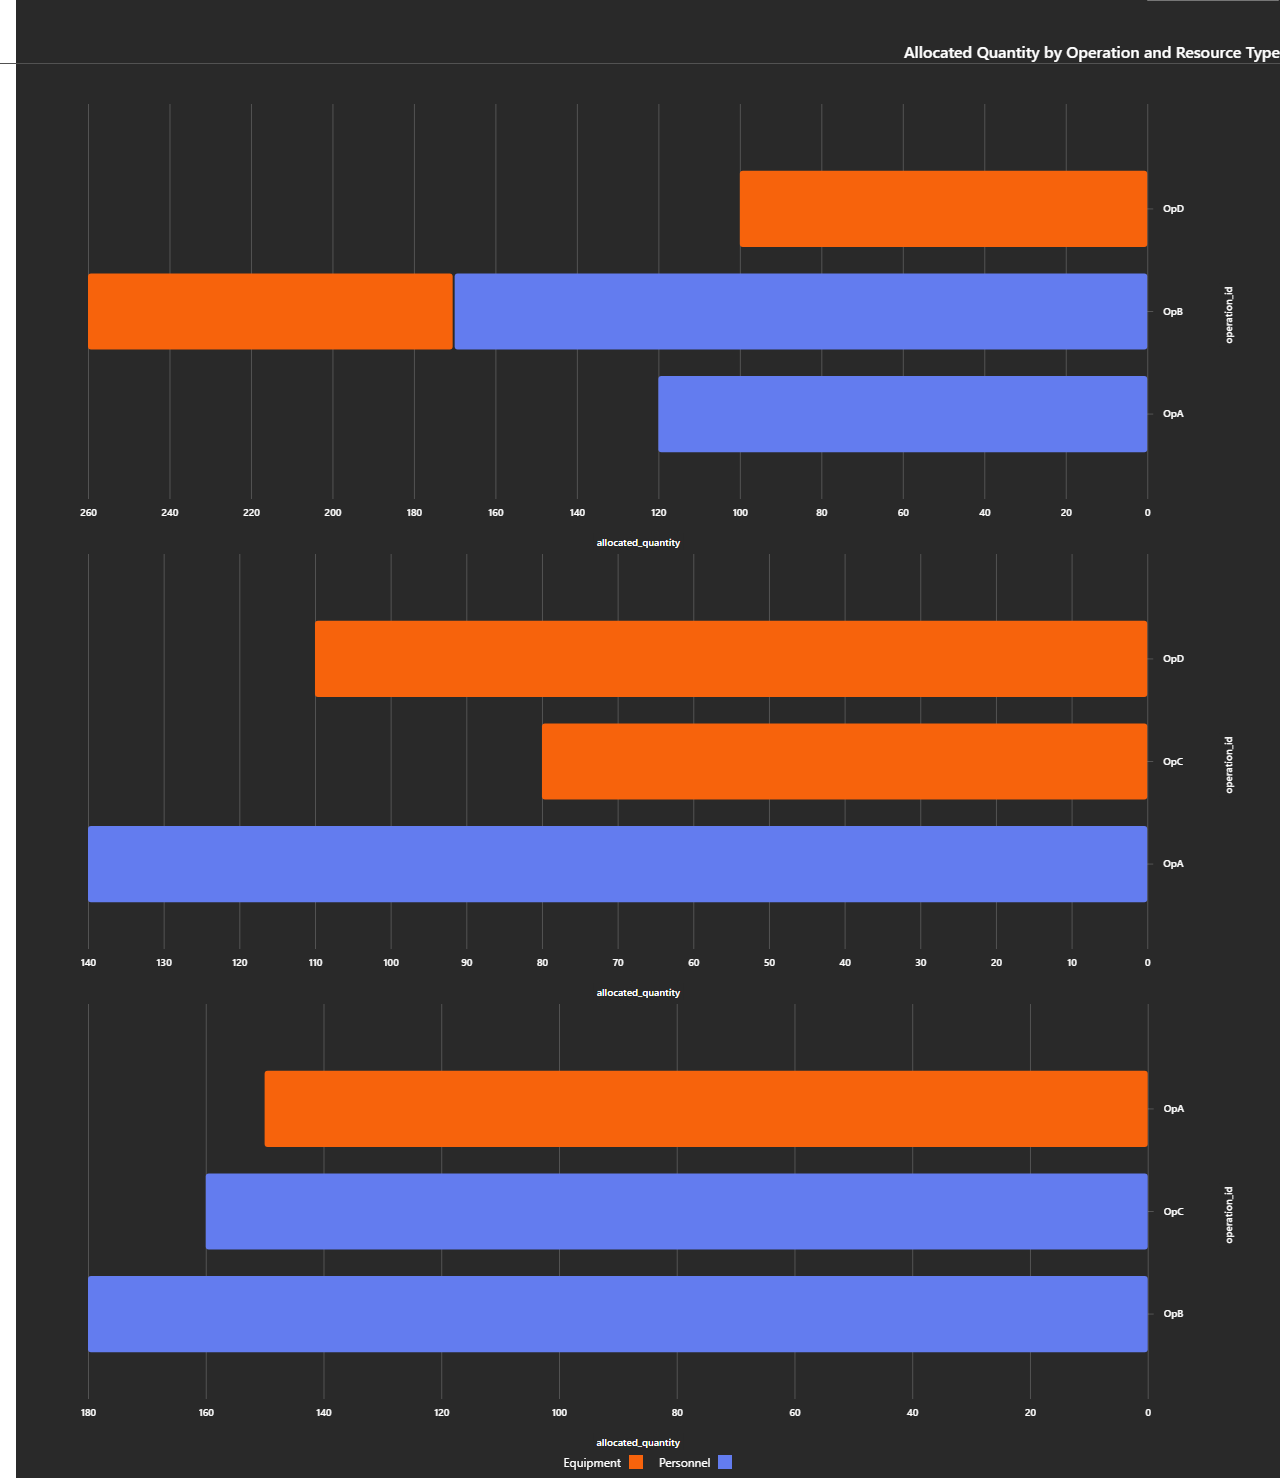 Allocated Quantity by Operation and Resource Type
OpD
OpB
OpA
operation_id
260 240 220 200 180 160 140 120 100 80 60 40 20 0
allocated_quantity
OpD
OpC
OpA
operation_id
140 130 120 110 100 90 80 70 60 50 40 30 20 10 0
allocated_quantity
OpA
OpC
OpB
operation_id
180 160 140 120 100 80 60 40 20 0
allocated_quantity
Equipment Personnel